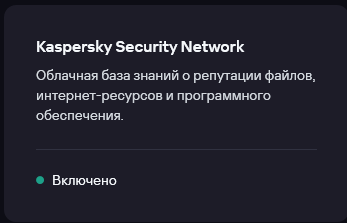 Kaspersky Security Network
Облачная база знаний о репутации файлов,
интернет-ресурсов и программного
обеспечения.
Включено